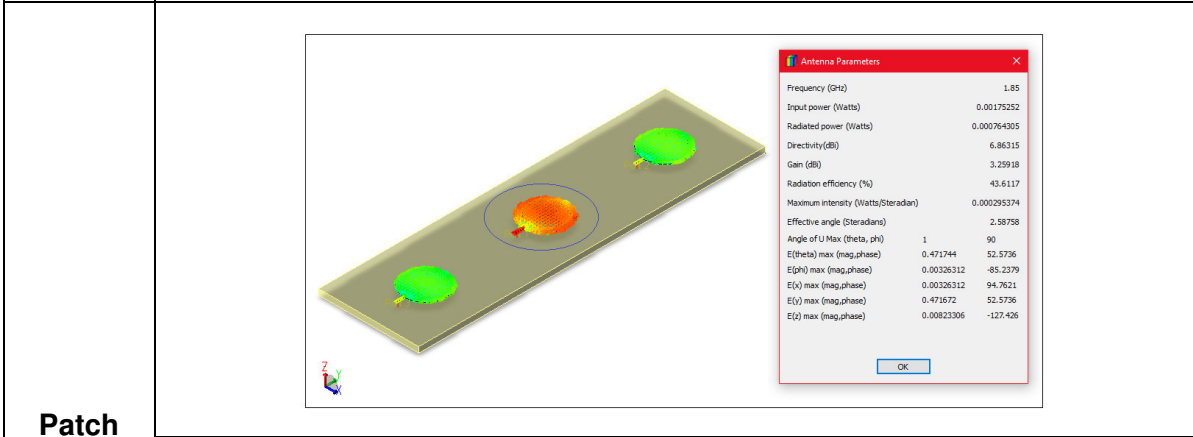 Antenna Parameters
Frequency (GHz) 1.85
Input power (Watts) 0.00175252
Radiated power (Watts) 0.000764305
Directivity(dBi) 6.86315
Gain (dBi) 3.25918
Radiation efficiency (%) 43.6117
Maximum intensity (Watts/Steradian) 0.000295374
Effective angle (Steradians) 2.58758
Angle of U Max (theta, phi) 1 90
E(theta) max (mag,phase) 0.471744 52.5736
E(phi) max (mag,phase) 0.00326312 -85.2379
E(x) max (mag,phase) 0.00326312 94.7621
E(y) max (mag,phase) 0.471672 52.5736
E(z) max (mag,phase) 0.00823306 -127.426
OK
Z
Y
X
Patch